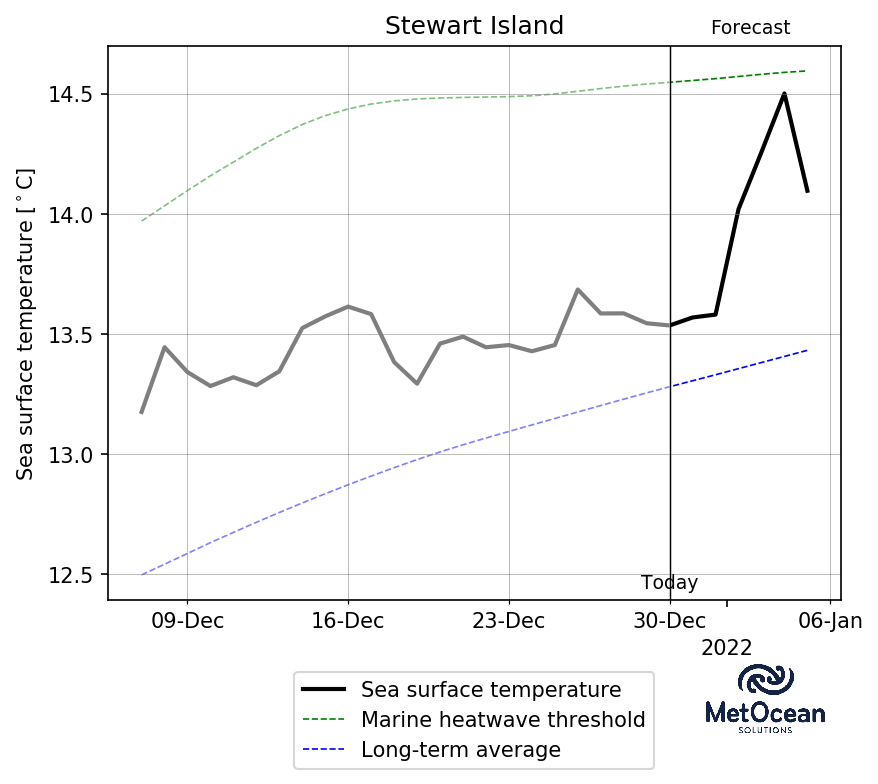 Stewart Island
Forecast
Sea surface temperature [°C]
14.5
14.0
13.5
13.0
12.5
Today
09-Dec
16-Dec
23-Dec
30-Dec
06-Jan
2022
Sea surface temperature
Marine heatwave threshold
Long-term average
MetOcean
SOLUTIONS